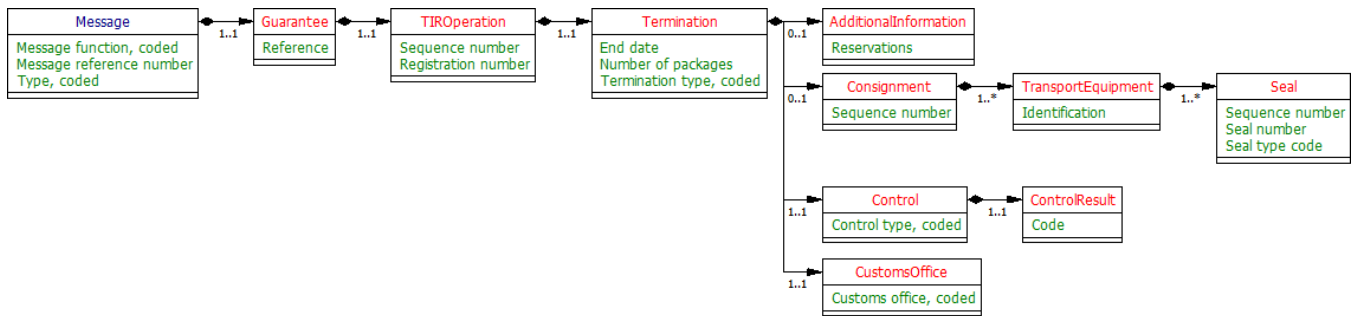 Message
Message function, coded
Message reference number
Type, coded
1..1
Guarantee
Reference
1..1
TIROperation
Sequence number
Registration number
1..1
Termination
End date
Number of packages
Termination type, coded
0..1
AdditionalInformation
Reservations
0..1
Consignment
Sequence number
1..*
TransportEquipment
Identification
1..*
Seal
Sequence number
Seal number
Seal type code
1..1
Control
Control type, coded
1..1
ControlResult
Code
1..1
CustomsOffice
Customs office, coded